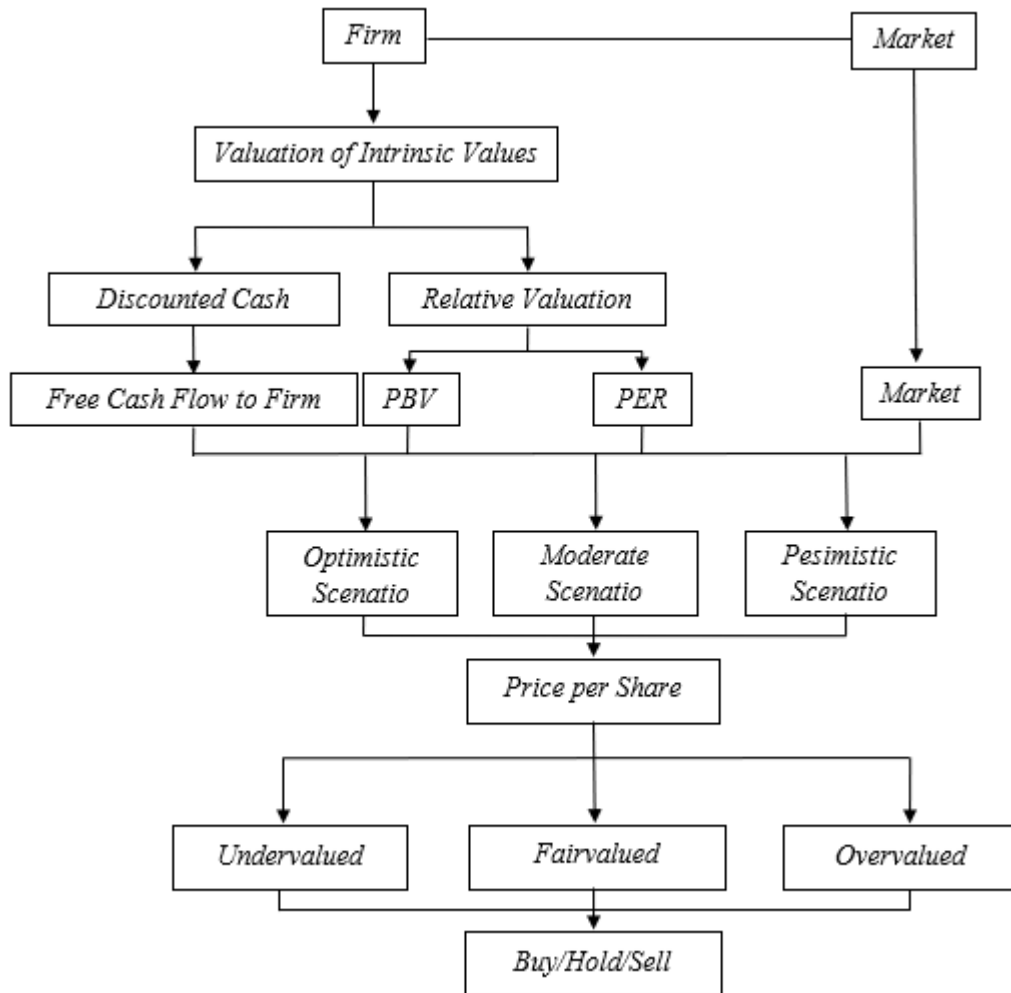 Firm
Market
Valuation of Intrinsic Values
Discounted Cash
Relative Valuation
Free Cash Flow to Firm
PBV
PER
Market
Optimistic
Scenatio
Moderate
Scenatio
Pesimistic
Scenatio
Price per Share
Undervalued
Fairvalued
Overvalued
Buy/Hold/Sell